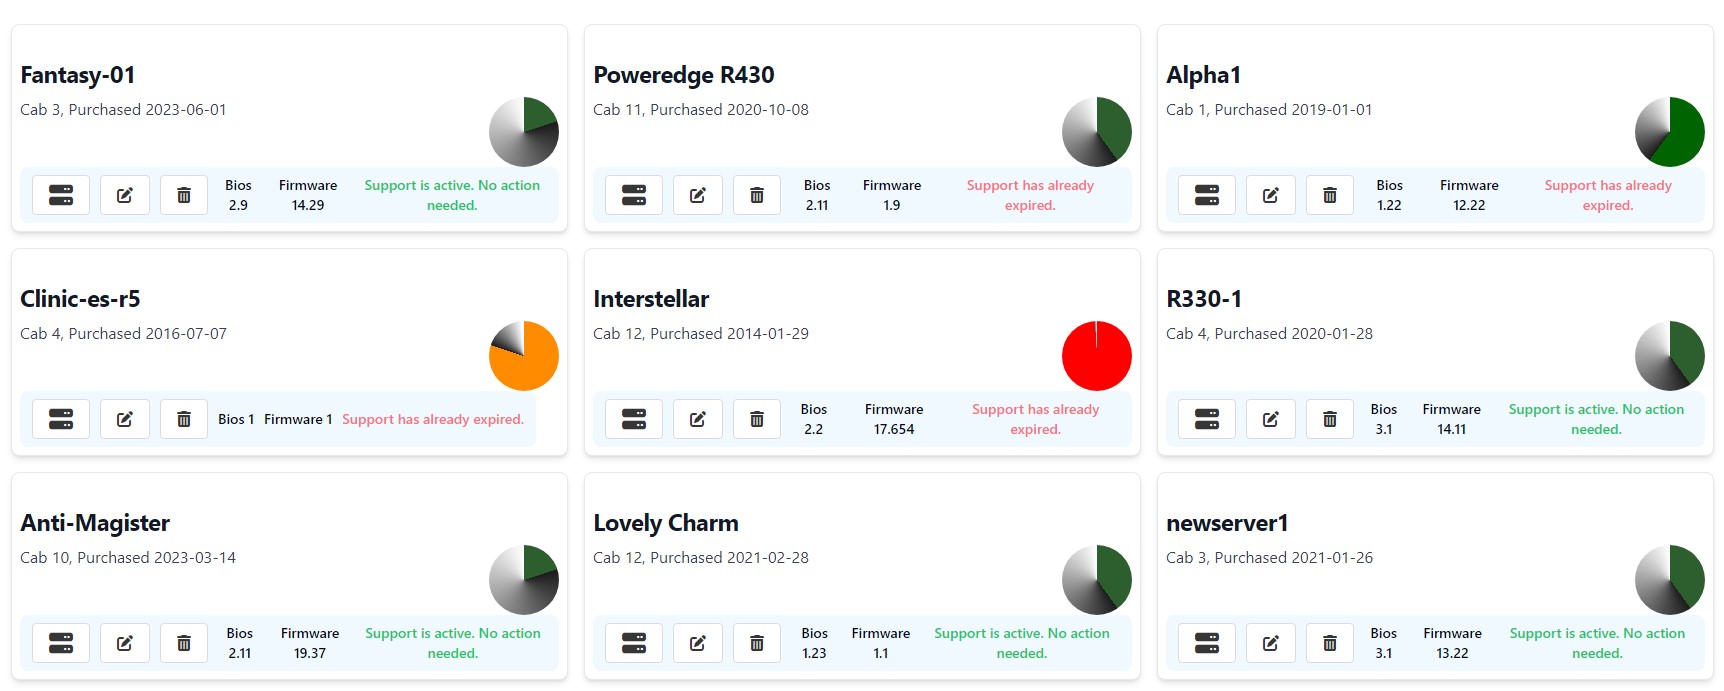 Fantasy-01
Cab 3, Purchased 2023-06-01
Bios
2.9
Firmware
14.29
Support is active. No action
needed.
Poweredge R430
Cab 11, Purchased 2020-10-08
Bios
2.11
Firmware
1.9
Support has already
expired.
Alpha1
Cab 1, Purchased 2019-01-01
Bios
1.22
Firmware
12.22
Support has already
expired.
Clinic-es-r5
Cab 4, Purchased 2016-07-07
Bios 1 Firmware 1 Support has already expired.
Interstellar
Cab 12, Purchased 2014-01-29
Bios
2.2
Firmware
17.654
Support has already
expired.
R330-1
Cab 4, Purchased 2020-01-28
Bios
3.1
Firmware
14.11
Support is active. No action
needed.
Anti-Magister
Cab 10, Purchased 2023-03-14
Bios
2.11
Firmware
19.37
Support is active. No action
needed.
Lovely Charm
Cab 12, Purchased 2021-02-28
Bios
1.23
Firmware
1.1
Support is active. No action
needed.
newserver1
Cab 3, Purchased 2021-01-26
Bios
3.1
Firmware
13.22
Support is active. No action
needed.